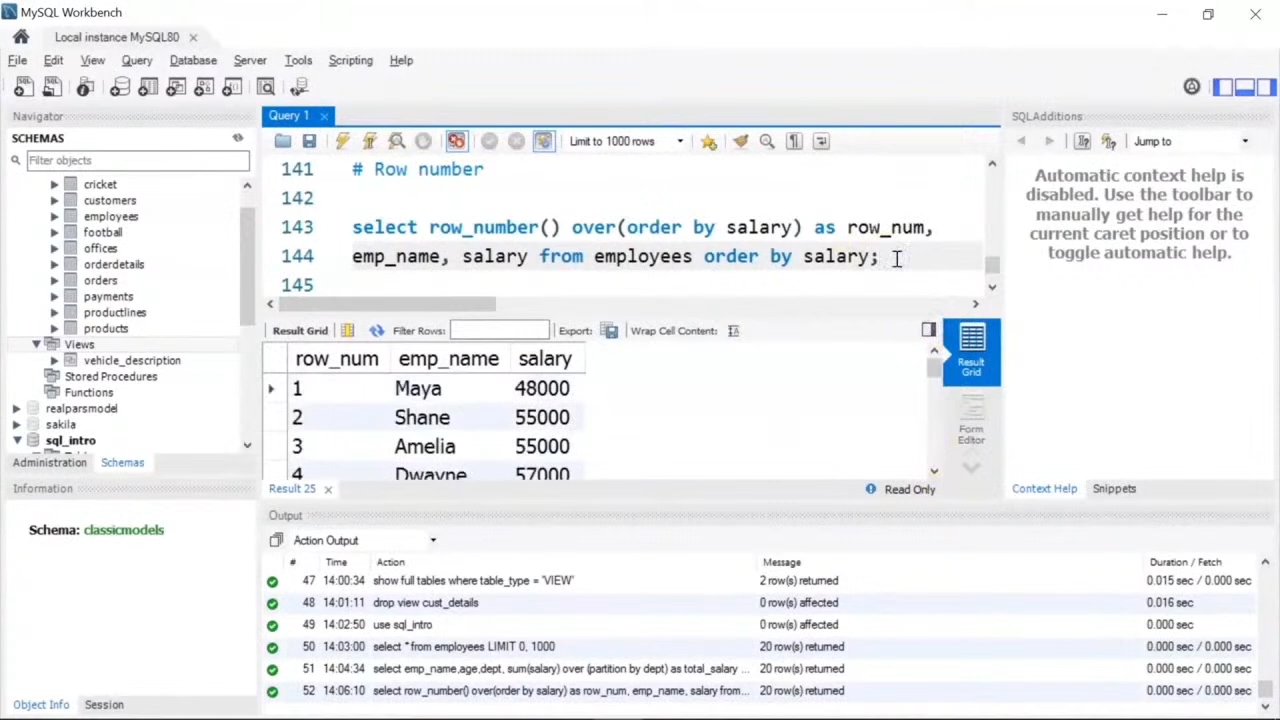 MySQL Workbench
Local instance MySQL80
File Edit View Query Database Server Tools Scripting Help
Navigator
SCHEMAS
Filter objects
cricket
customers
employees
football
offices
orderdetails
orders
payments
productlines
products
Views
vehicle_description
Stored Procedures
Functions
realparsmodel
sakila
sql_intro
Administration Schemas
Information
Schema: classicmodels
Object Info Session
Query 1
Limit to 1000 rows
141 # Row number
142
143 select row_number() over(order by salary) as row_num,
144 emp_name, salary from employees order by salary;
145
Result Grid Filter Rows: Export: Wrap Cell Content:
row_num emp_name salary
1 Maya 48000
2 Shane 55000
3 Amelia 55000
4 Dwayne 57000
Result Grid
Form Editor
Result 25 Read Only
SQLAdditions
Jump to
Automatic context help is
disabled. Use the toolbar to
manually get help for the
current caret position or to
toggle automatic help.
Context Help Snippets
Output
Action Output
# Time Action Message Duration / Fetch
47 14:00:34 show full tables where table_type = 'VIEW' 2 row(s) returned 0.015 sec / 0.000 sec
48 14:01:11 drop view cust_details 0 row(s) affected 0.016 sec
49 14:02:50 use sql_intro 0 row(s) affected 0.000 sec
50 14:03:00 select * from employees LIMIT 0, 1000 20 row(s) returned 0.000 sec / 0.000 sec
51 14:04:34 select emp_name,age,dept, sum(salary) over (partition by dept) as total_salary ... 20 row(s) returned 0.000 sec / 0.000 sec
52 14:06:10 select row_number() over(order by salary) as row_num, emp_name, salary from... 20 row(s) returned 0.000 sec / 0.000 sec